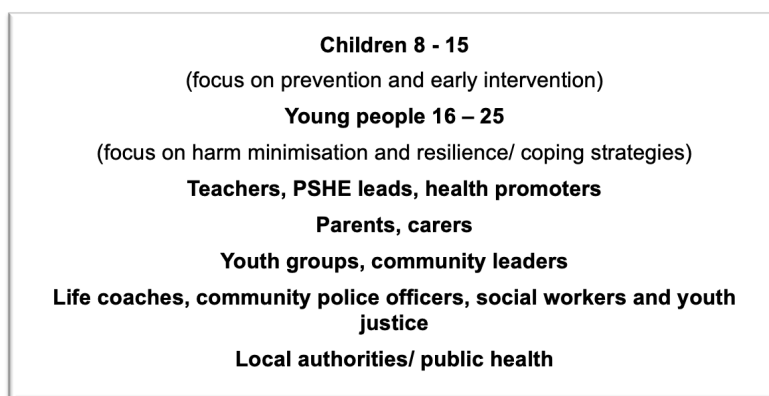 Children 8 - 15
(focus on prevention and early intervention)
Young people 16 – 25
(focus on harm minimisation and resilience/ coping strategies)
Teachers, PSHE leads, health promoters
Parents, carers
Youth groups, community leaders
Life coaches, community police officers, social workers and youth
justice
Local authorities/ public health